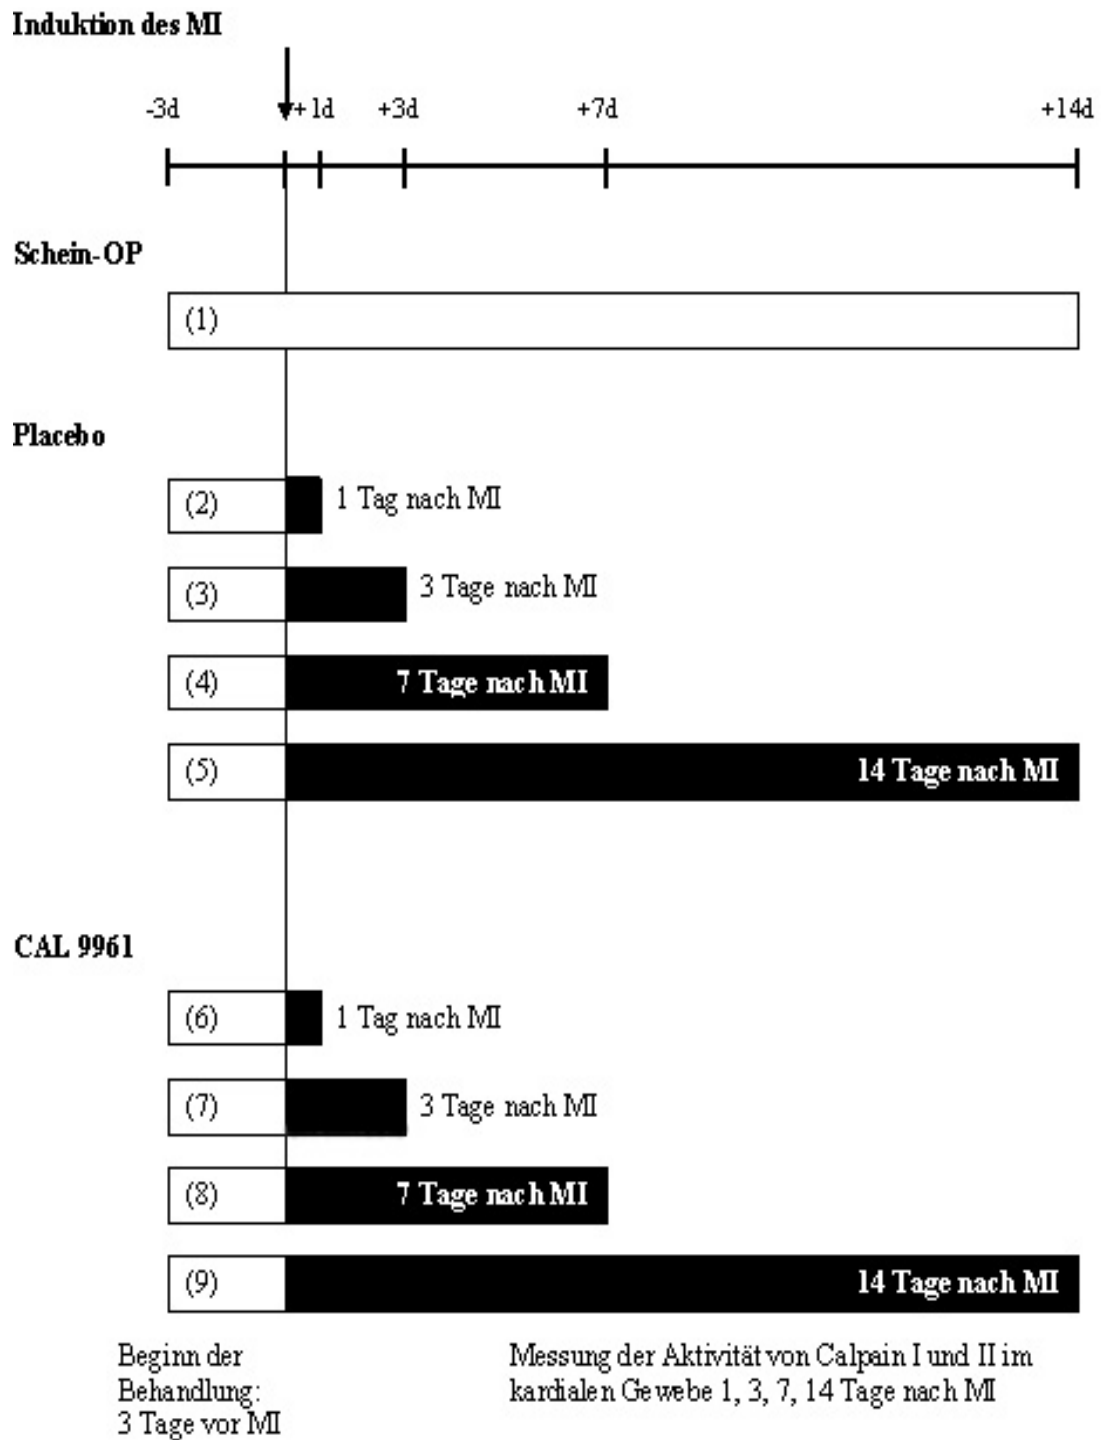 Induktion des MI
-3d +1d +3d +7d +14d
Schein-OP
(1)
Placebo
(2) 1 Tag nach MI
(3) 3 Tage nach MI
(4) 7 Tage nach MI
(5) 14 Tage nach MI
CAL 9961
(6) 1 Tag nach MI
(7) 3 Tage nach MI
(8) 7 Tage nach MI
(9) 14 Tage nach MI
Beginn der
Behandlung:
3 Tage vor MI
Messung der Aktivität von Calpain I und II im
kardialen Gewebe 1, 3, 7, 14 Tage nach MI